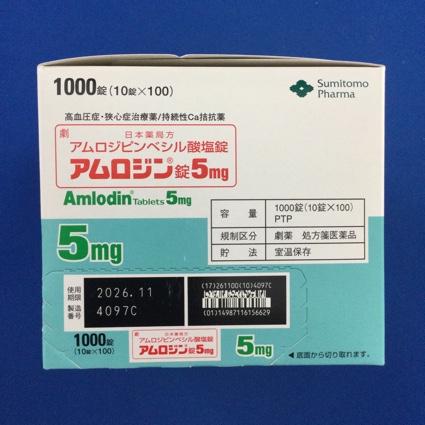 1000錠(10錠×100)
Sumitomo
Pharma
高血圧症・狭心症治療薬/持続性Ca拮抗薬
劇
日本薬局方
アムロジピンベシル酸塩錠
アムロジン®錠5mg
Amlodin® Tablets 5mg
容量 1000錠(10錠×100)
PTP
規制区分 劇薬 処方箋医薬品
貯法 室温保存
5mg
使用
期限 2026.11
製造
番号 4097C
(17)261100(10)4097C
(01)14987116156629
1000錠
(10錠×100)
劇 日本薬局方
アムロジピンベシル酸塩錠
アムロジン®錠5mg
5mg
◀底面から切り取れます。